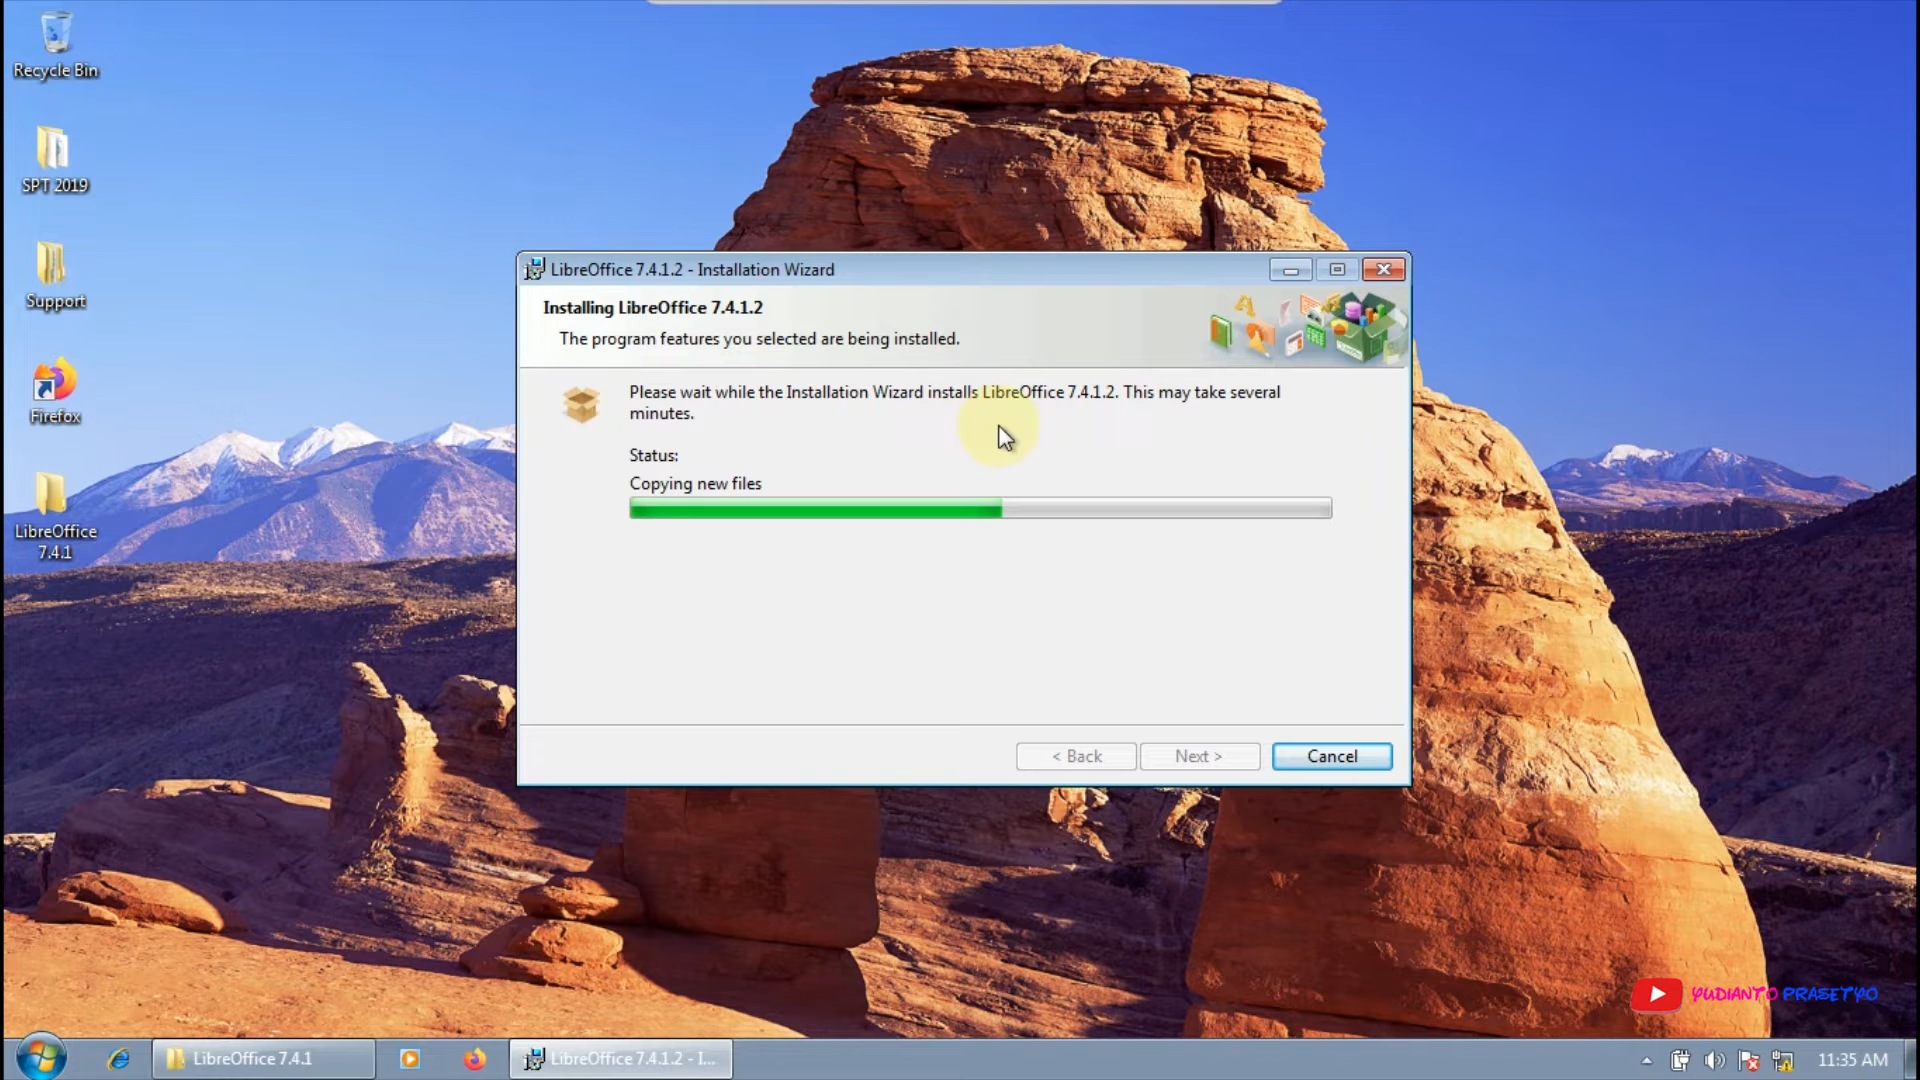 Recycle Bin
SPT 2019
Support
Firefox
LibreOffice
7.4.1
LibreOffice 7.4.1.2 - Installation Wizard
Installing LibreOffice 7.4.1.2
The program features you selected are being installed.
Please wait while the Installation Wizard installs LibreOffice 7.4.1.2. This may take several
minutes.
Status:
Copying new files
< Back
Next >
Cancel
YUDIANTO PRASETYO
LibreOffice 7.4.1
LibreOffice 7.4.1.2 - I...
11:35 AM